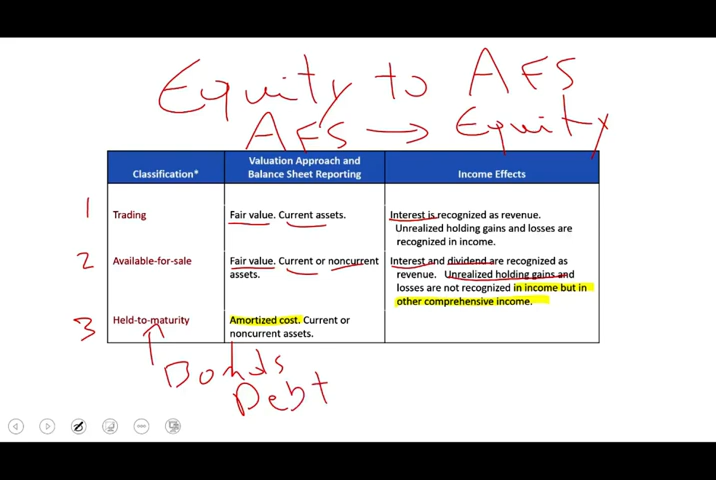 Equity to AFS
AFS → Equity
Classification*
Valuation Approach and
Balance Sheet Reporting
Income Effects
1
Trading
Fair value. Current assets.
Interest is recognized as revenue.
Unrealized holding gains and losses are
recognized in income.
2
Available-for-sale
Fair value. Current or noncurrent
assets.
Interest and dividend are recognized as
revenue. Unrealized holding gains and
losses are not recognized in income but in
other comprehensive income.
3
Held-to-maturity
Amortized cost. Current or
noncurrent assets.
Bonds
Debt